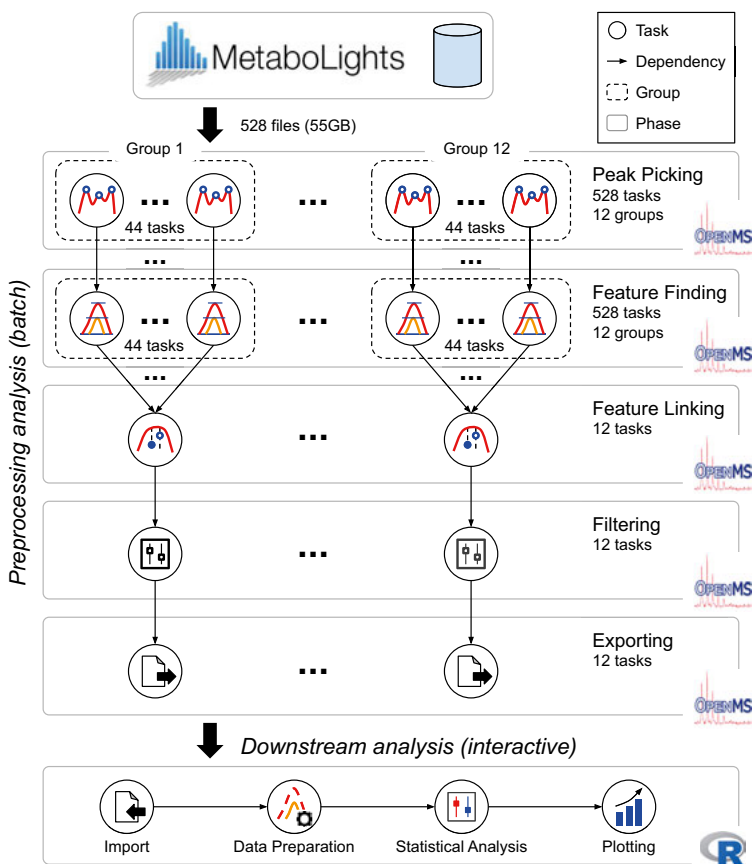 MetaboLights
Task
Dependency
Group
Phase
528 files (55GB)
Group 1
Group 12
Peak Picking
528 tasks
12 groups
44 tasks
44 tasks
OPENMS
Feature Finding
528 tasks
12 groups
44 tasks
44 tasks
OPENMS
Preprocessing analysis (batch)
Feature Linking
12 tasks
OPENMS
Filtering
12 tasks
OPENMS
Exporting
12 tasks
OPENMS
Downstream analysis (interactive)
Import
Data Preparation
Statistical Analysis
Plotting
R